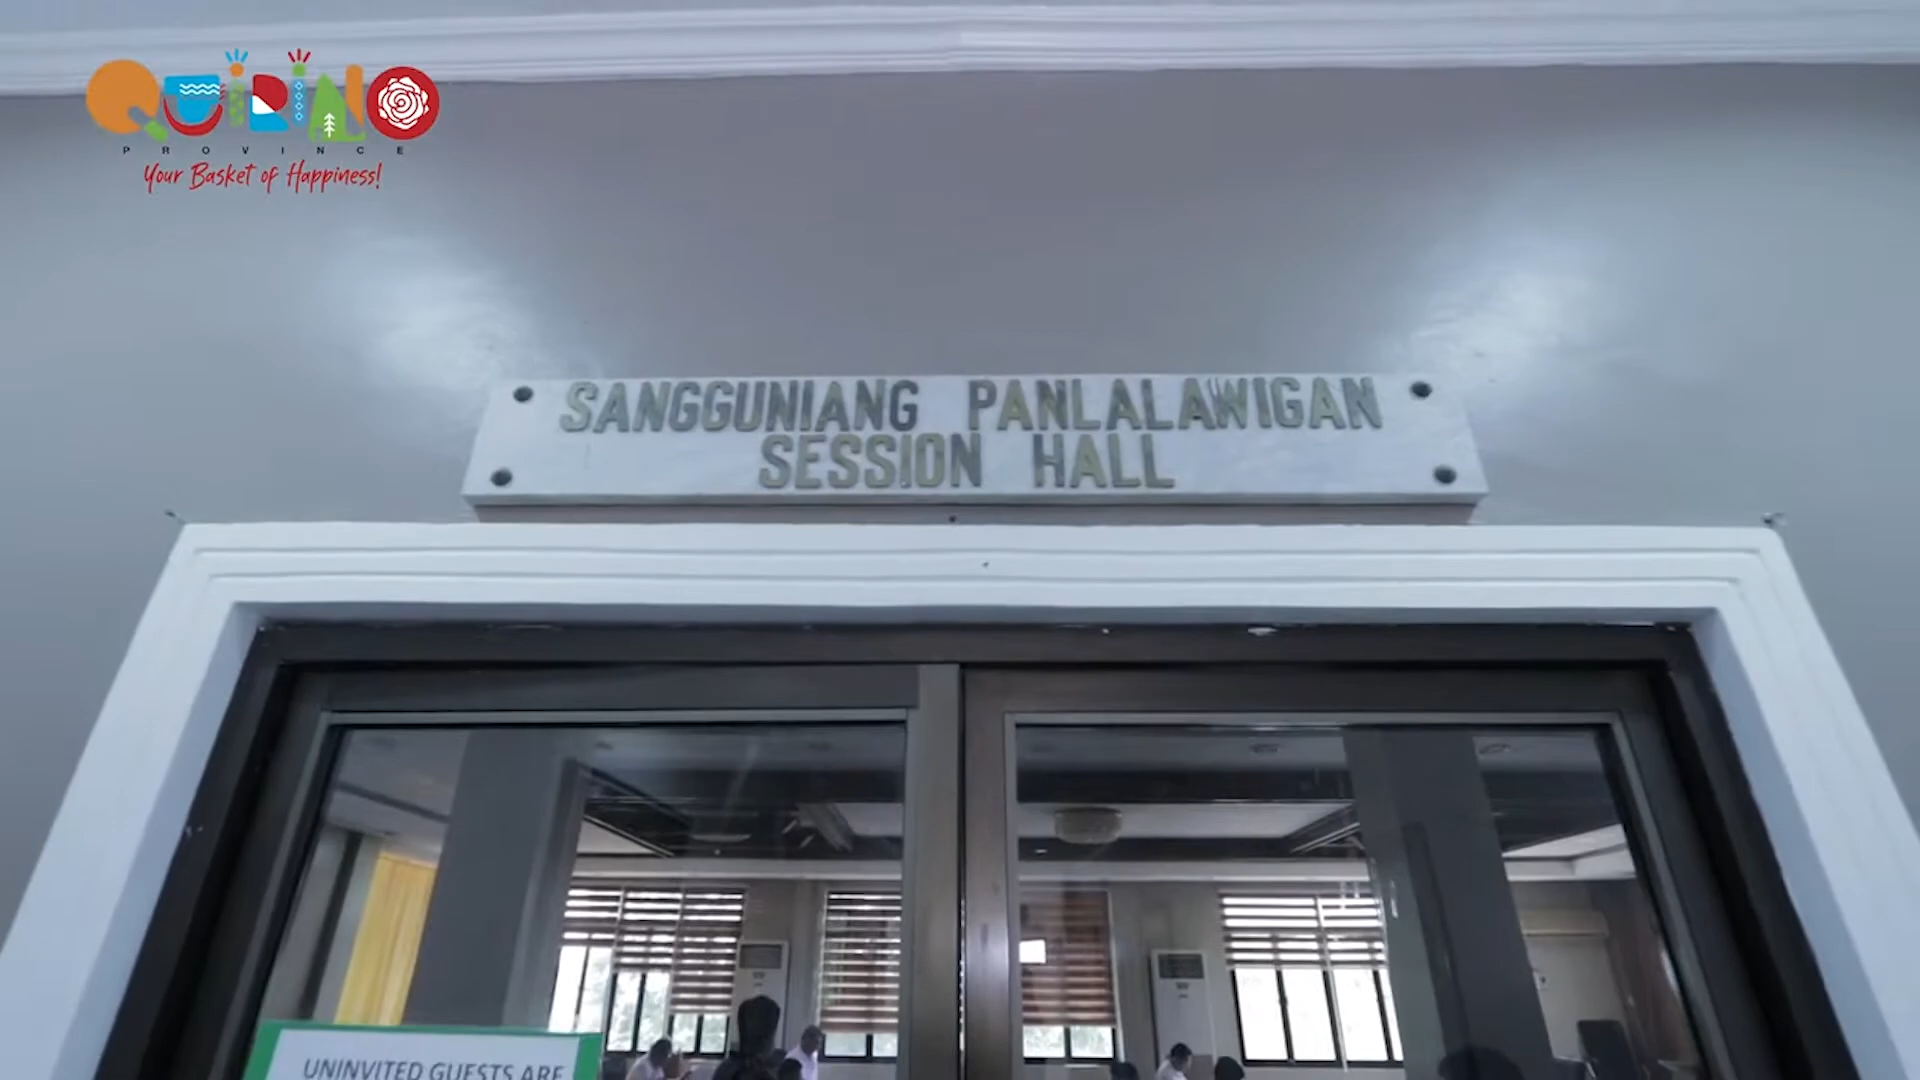 QUIRINO
PROVINCE
Your Basket of Happiness!
SANGGUNIANG PANLALAWIGAN
SESSION HALL
UNINVITED GUESTS ARE